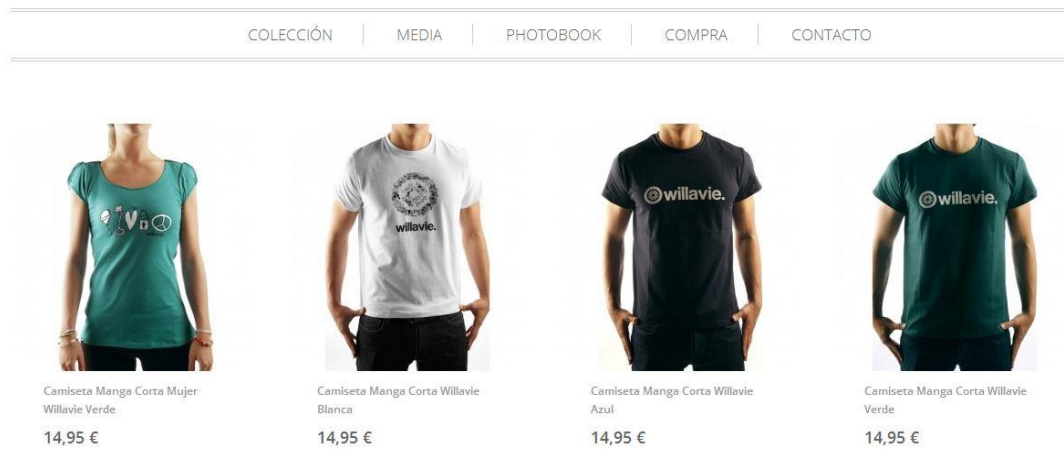 COLECCIÓN MEDIA PHOTOBOOK COMPRA CONTACTO
willavie.
willavie.
willavie.
Camiseta Manga Corta Mujer
Willavie Verde
14,95 €
Camiseta Manga Corta Willavie
Blanca
14,95 €
Camiseta Manga Corta Willavie
Azul
14,95 €
Camiseta Manga Corta Willavie
Verde
14,95 €